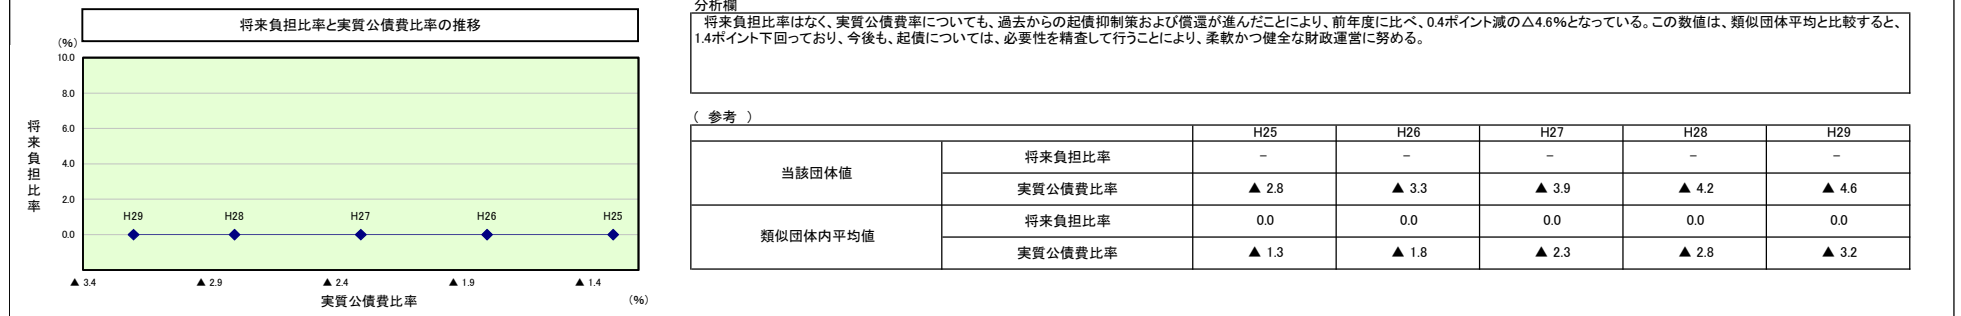 将来負担比率と実質公債費比率の推移
(%)
10.0
8.0
6.0
4.0
2.0
0.0
将来負担比率
H29 H28 H27 H26 H25
▲ 3.4 ▲ 2.9 ▲ 2.4 ▲ 1.9 ▲ 1.4
実質公債費比率 (%)
分析欄
将来負担比率はなく、実質公債費率についても、過去からの起債抑制策および償還が進んだことにより、前年度に比べ、0.4ポイント減の△4.6%となっている。この数値は、類似団体平均と比較すると、
1.4ポイント下回っており、今後も、起債については、必要性を精査して行うことにより、柔軟かつ健全な財政運営に努める。
( 参考 )
H25 H26 H27 H28 H29
当該団体値
将来負担比率 － － － － －
実質公債費比率 ▲ 2.8 ▲ 3.3 ▲ 3.9 ▲ 4.2 ▲ 4.6
類似団体内平均値
将来負担比率 0.0 0.0 0.0 0.0 0.0
実質公債費比率 ▲ 1.3 ▲ 1.8 ▲ 2.3 ▲ 2.8 ▲ 3.2